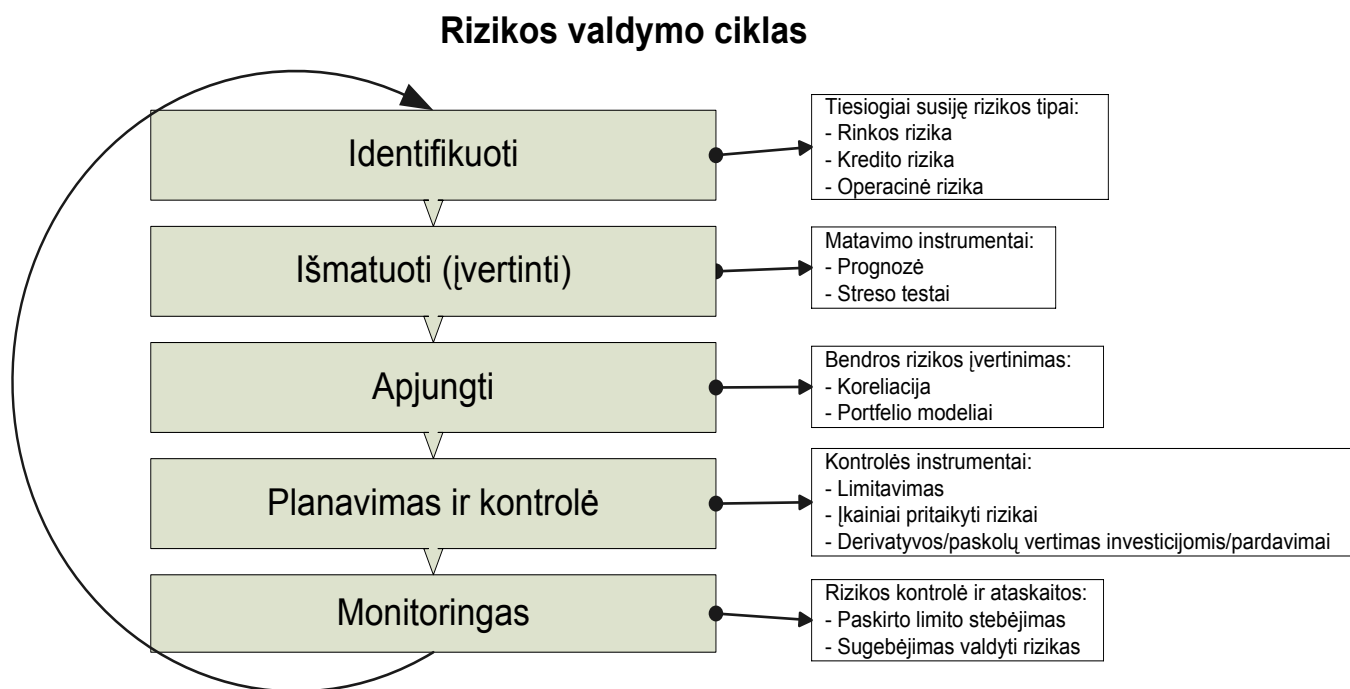 Rizikos valdymo ciklas
Identifikuoti
Tiesiogiai susiję rizikos tipai:
- Rinkos rizika
- Kredito rizika
- Operacinė rizika
Išmatuoti (įvertinti)
Matavimo instrumentai:
- Prognozė
- Streso testai
Apjungti
Bendros rizikos įvertinimas:
- Koreliacija
- Portfelio modeliai
Planavimas ir kontrolė
Kontrolės instrumentai:
- Limitavimas
- Įkainiai pritaikyti rizikai
- Derivatyvos/paskolų vertimas investicijomis/pardavimai
Monitoringas
Rizikos kontrolė ir ataskaitos:
- Paskirto limito stebėjimas
- Sugebėjimas valdyti rizikas